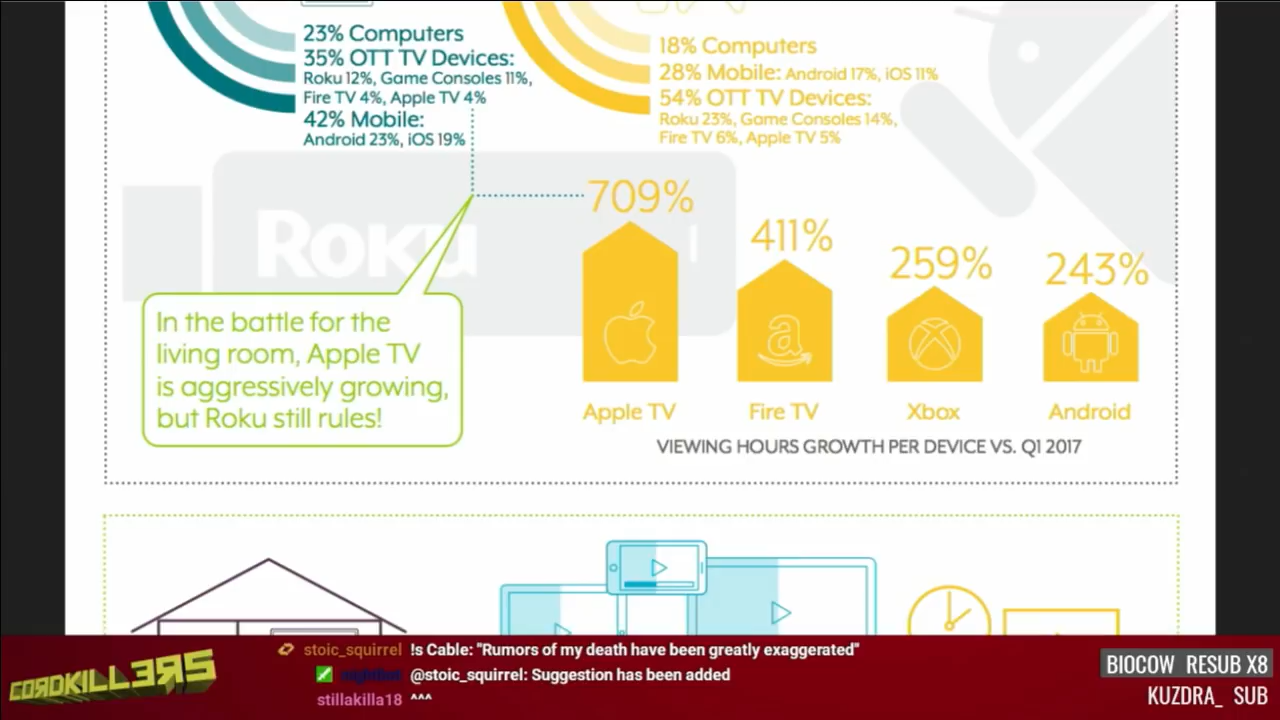 23% Computers
35% OTT TV Devices:
Roku 12%, Game Consoles 11%,
Fire TV 4%, Apple TV 4%
42% Mobile:
Android 23%, iOS 19%
18% Computers
28% Mobile: Android 17%, iOS 11%
54% OTT TV Devices:
Roku 23%, Game Consoles 14%,
Fire TV 6%, Apple TV 5%
Roku
709%
411%
259%
243%
In the battle for the
living room, Apple TV
is aggressively growing,
but Roku still rules!
a
Apple TV
Fire TV
Xbox
Android
VIEWING HOURS GROWTH PER DEVICE VS. Q1 2017
CORDKILL3RS
stoic_squirrel !s Cable: "Rumors of my death have been greatly exaggerated"
nightbot @stoic_squirrel: Suggestion has been added
stillakilla18 ^^^
BIOCOW RESUB X8
KUZDRA_ SUB